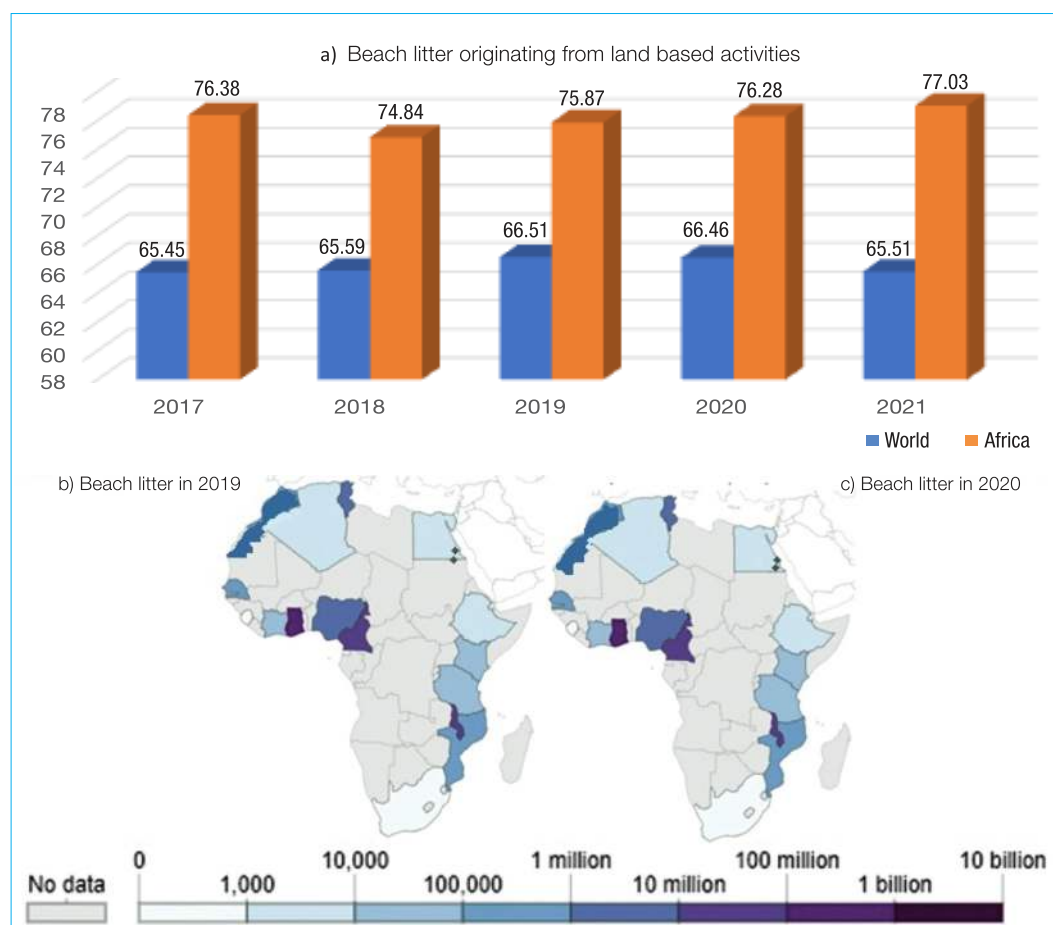 a) Beach litter originating from land based activities
78
76
74
72
70
68
66
64
62
60
58
65.45
76.38
65.59
74.84
66.51
75.87
66.46
76.28
65.51
77.03
2017
2018
2019
2020
2021
World
Africa
b) Beach litter in 2019
c) Beach litter in 2020
No data
0
1,000
10,000
100,000
1 million
10 million
100 million
1 billion
10 billion